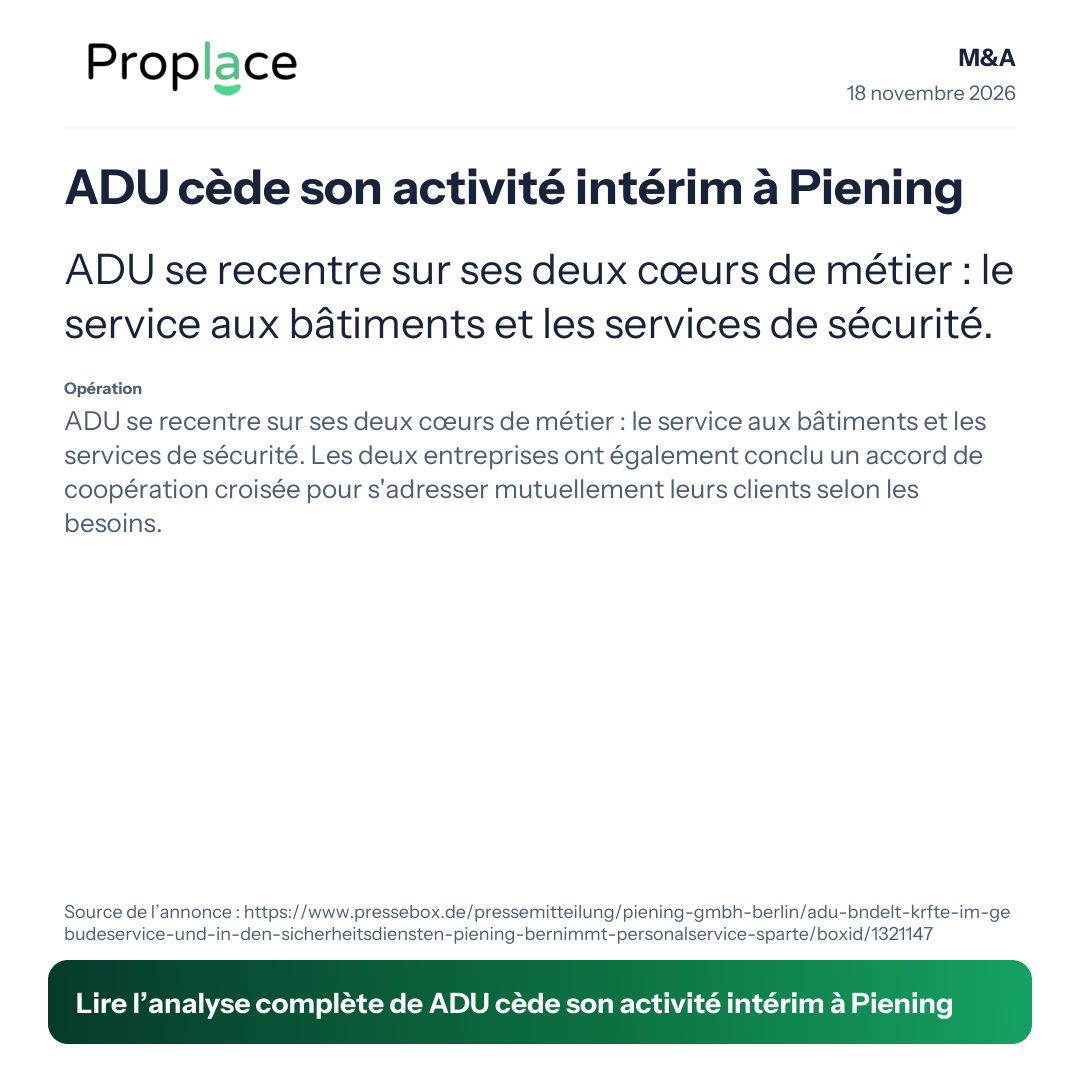 Proplace
M&A
18 novembre 2026
ADU cède son activité intérim à Piening
ADU se recentre sur ses deux cœurs de métier : le
service aux bâtiments et les services de sécurité.
Opération
ADU se recentre sur ses deux cœurs de métier : le service aux bâtiments et les
services de sécurité. Les deux entreprises ont également conclu un accord de
coopération croisée pour s'adresser mutuellement leurs clients selon les
besoins.
Source de l’annonce : https://www.pressebox.de/pressemitteilung/piening-gmbh-berlin/adu-bndelt-krfte-im-ge
budeservice-und-in-den-sicherheitsdiensten-piening-bernimmt-personalservice-sparte/boxid/1321147
Lire l’analyse complète de ADU cède son activité intérim à Piening